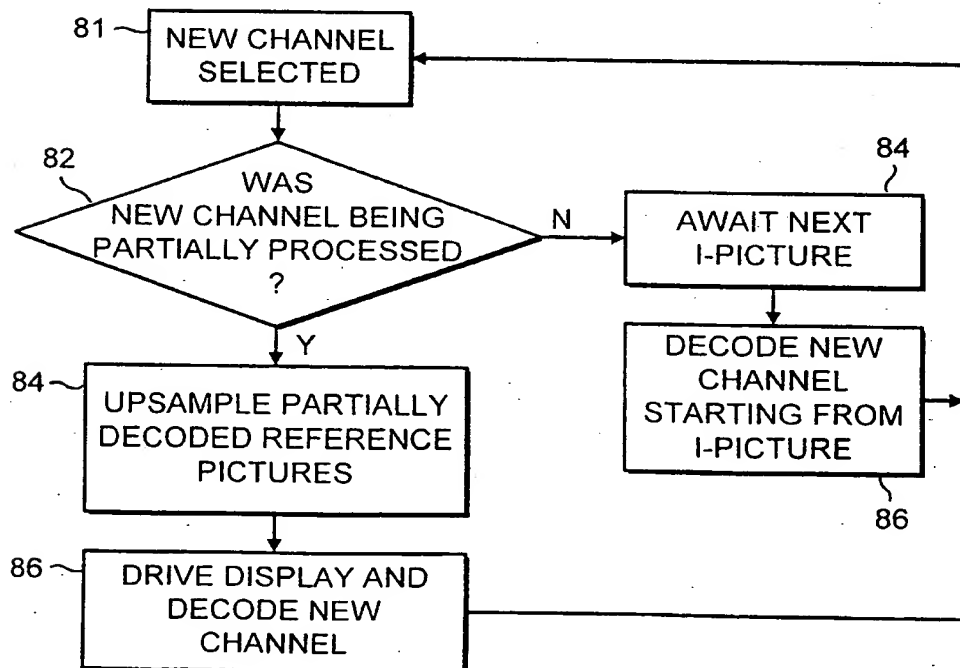 81
NEW CHANNEL
SELECTED
82
WAS
NEW CHANNEL BEING
PARTIALLY PROCESSED
?
N
84
AWAIT NEXT
I-PICTURE
DECODE NEW
CHANNEL
STARTING FROM
I-PICTURE
86
Y
84
UPSAMPLE PARTIALLY
DECODED REFERENCE
PICTURES
86
DRIVE DISPLAY AND
DECODE NEW
CHANNEL